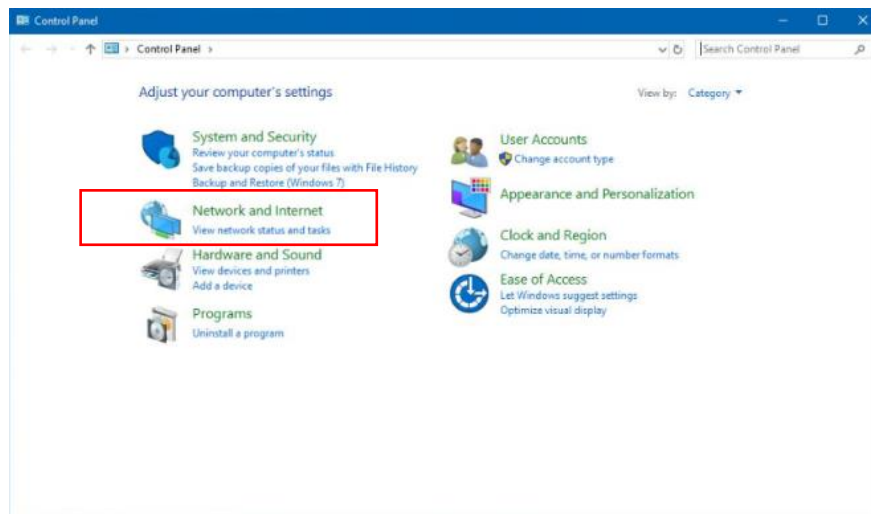 Control Panel
Control Panel
Search Control Panel
Adjust your computer's settings
View by: Category
System and Security
Review your computer's status
Save backup copies of your files with File History
Backup and Restore (Windows 7)
Network and Internet
View network status and tasks
Hardware and Sound
View devices and printers
Add a device
Programs
Uninstall a program
User Accounts
Change account type
Appearance and Personalization
Clock and Region
Change date, time, or number formats
Ease of Access
Let Windows suggest settings
Optimize visual display